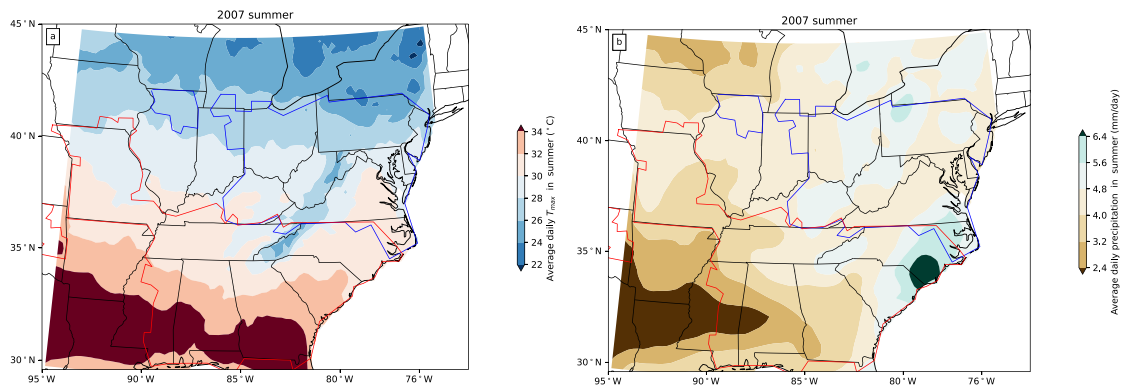 2007 summer
a
45°N
40°N
35°N
30°N
95°W
90°W
85°W
80°W
76°W
34
32
30
28
26
24
22
Average daily Tmax in summer (°C)
2007 summer
b
45°N
40°N
35°N
30°N
95°W
90°W
85°W
80°W
76°W
6.4
5.6
4.8
4.0
3.2
2.4
Average daily precipitation in summer (mm/day)